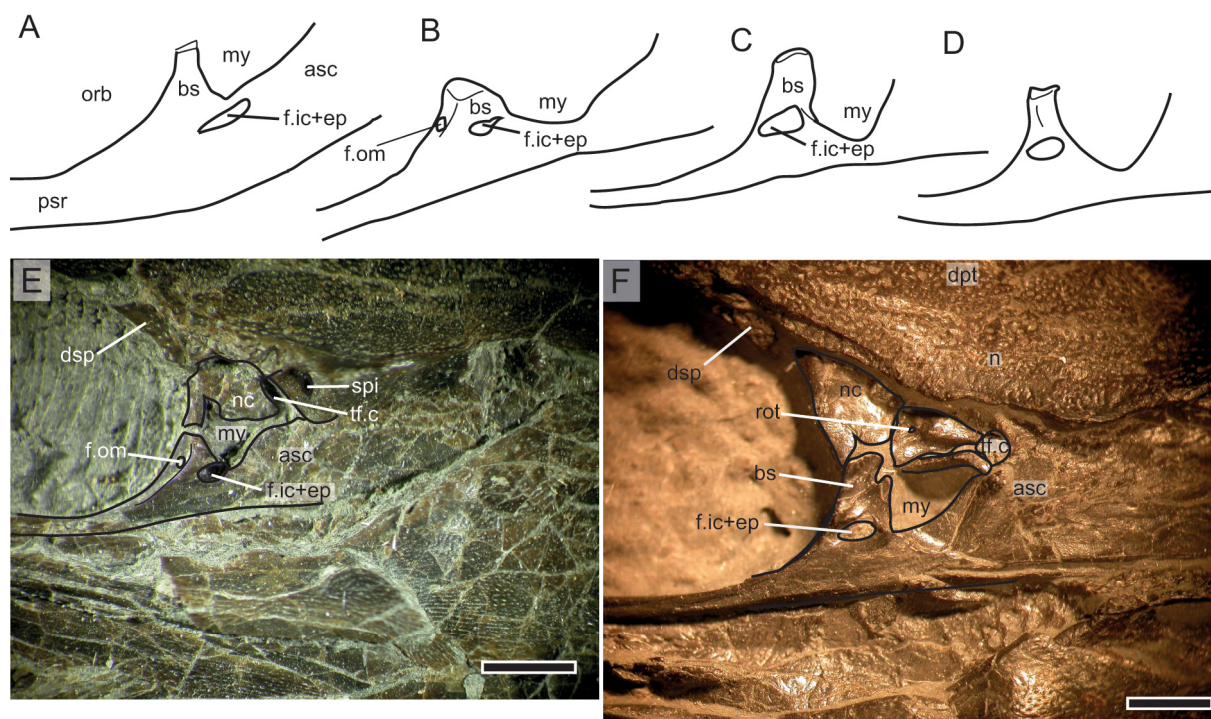 A
orb
bs
my
asc
f.ic+ep
psr
B
bs
my
f.om
f.ic+ep
C
bs
my
f.ic+ep
D
E
dsp
spi
nc
tf.c
my
f.om
asc
f.ic+ep
F
dpt
n
dsp
nc
rot
tf.c
bs
asc
my
f.ic+ep